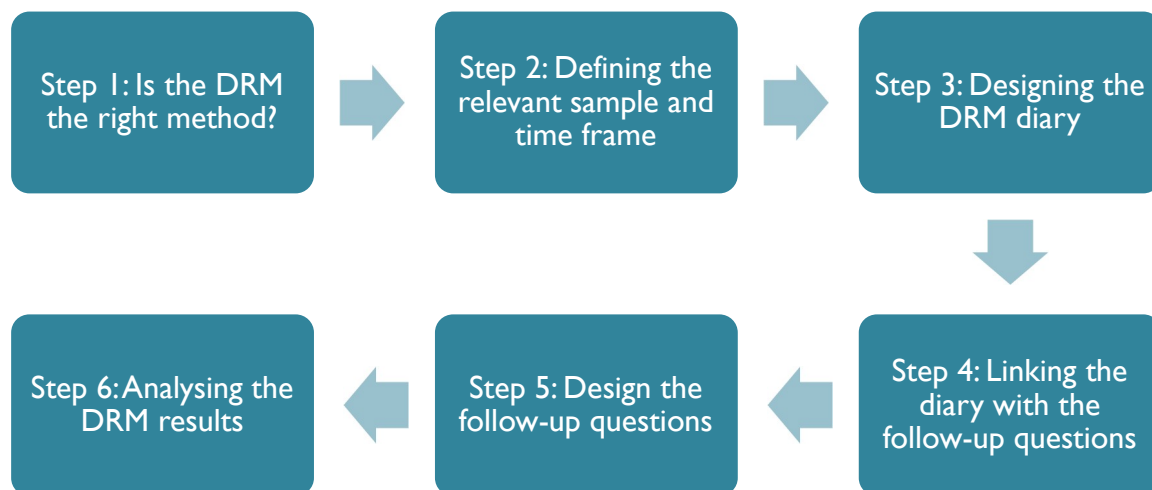 Step 1: Is the DRM
the right method?
Step 2: Defining the
relevant sample and
time frame
Step 3: Designing the
DRM diary
Step 4: Linking the
diary with the
follow-up questions
Step 5: Design the
follow-up questions
Step 6: Analysing the
DRM results